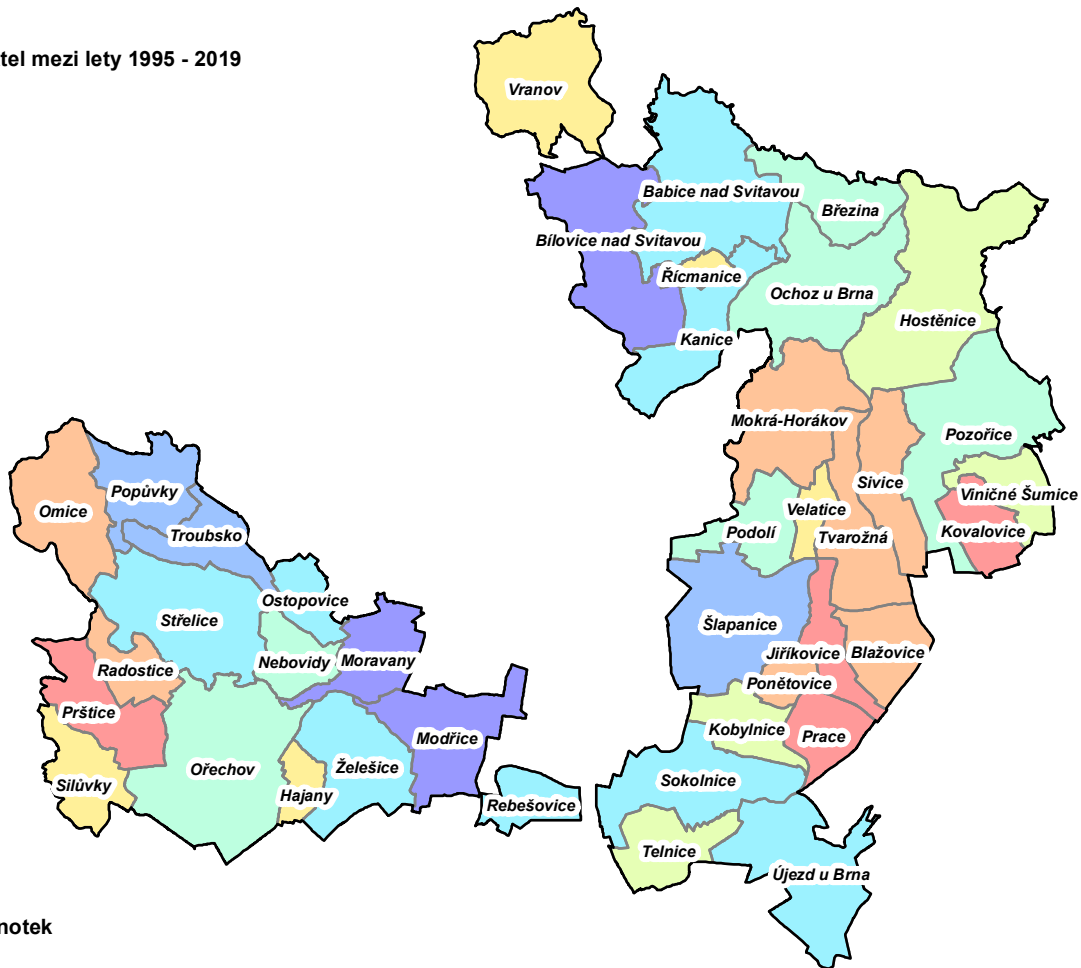 tel mezi lety 1995 - 2019
Vranov
Babice nad Svitavou
Březina
Bílovice nad Svitavou
Řícmanice
Ochoz u Brna
Hostěnice
Kanice
Mokrá-Horákov
Pozořice
Sivice
Viničné Šumice
Popůvky
Omice
Velatice
Kovalovice
Troubsko
Podolí
Tvarožná
Ostopovice
Střelice
Šlapanice
Jiříkovice
Blažovice
Nebovidy
Moravany
Radostice
Ponětovice
Prštice
Kobylnice
Prace
Modřice
Ořechov
Želešice
Silůvky
Hajany
Sokolnice
Rebešovice
Telnice
Újezd u Brna
notek